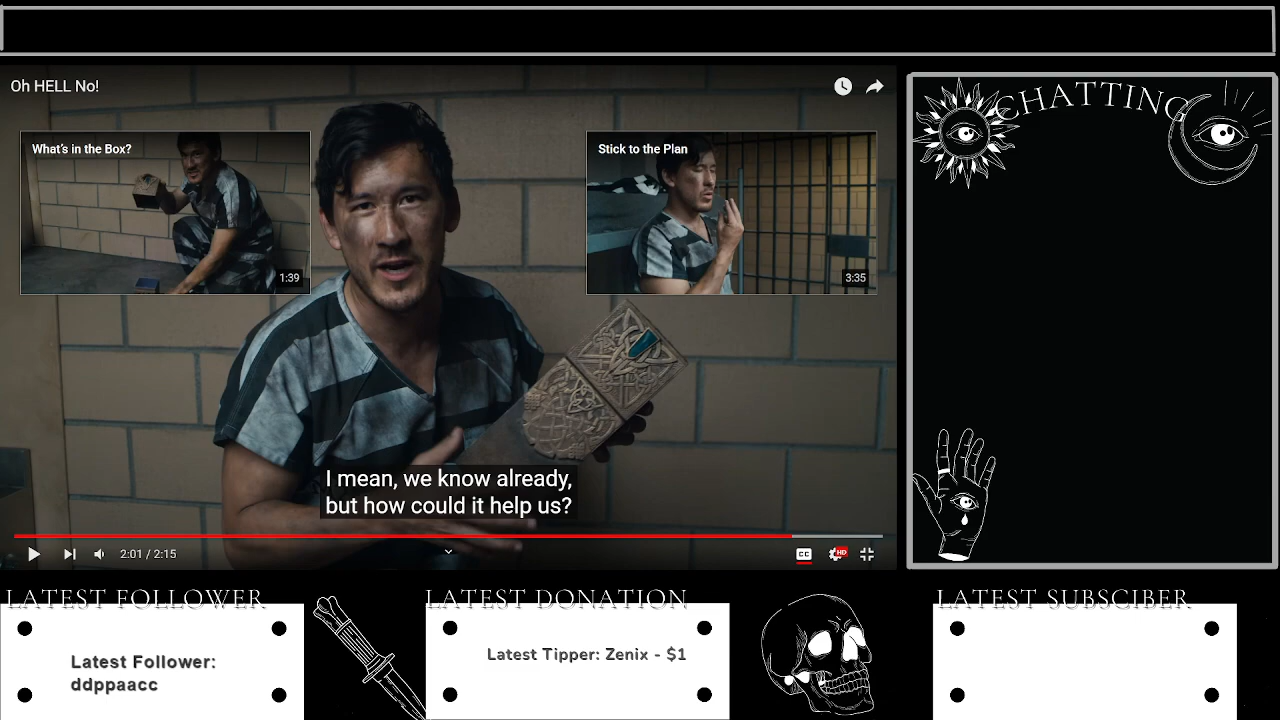 Oh HELL No!
CHATTING
What's in the Box?
Stick to the Plan
1:39
3:35
I mean, we know already,
but how could it help us?
2:01 / 2:15
CC
HD
LATEST FOLLOWER
LATEST DONATION
LATEST SUBSCIBER
Latest Follower:
ddppaacc
Latest Tipper: Zenix - $1